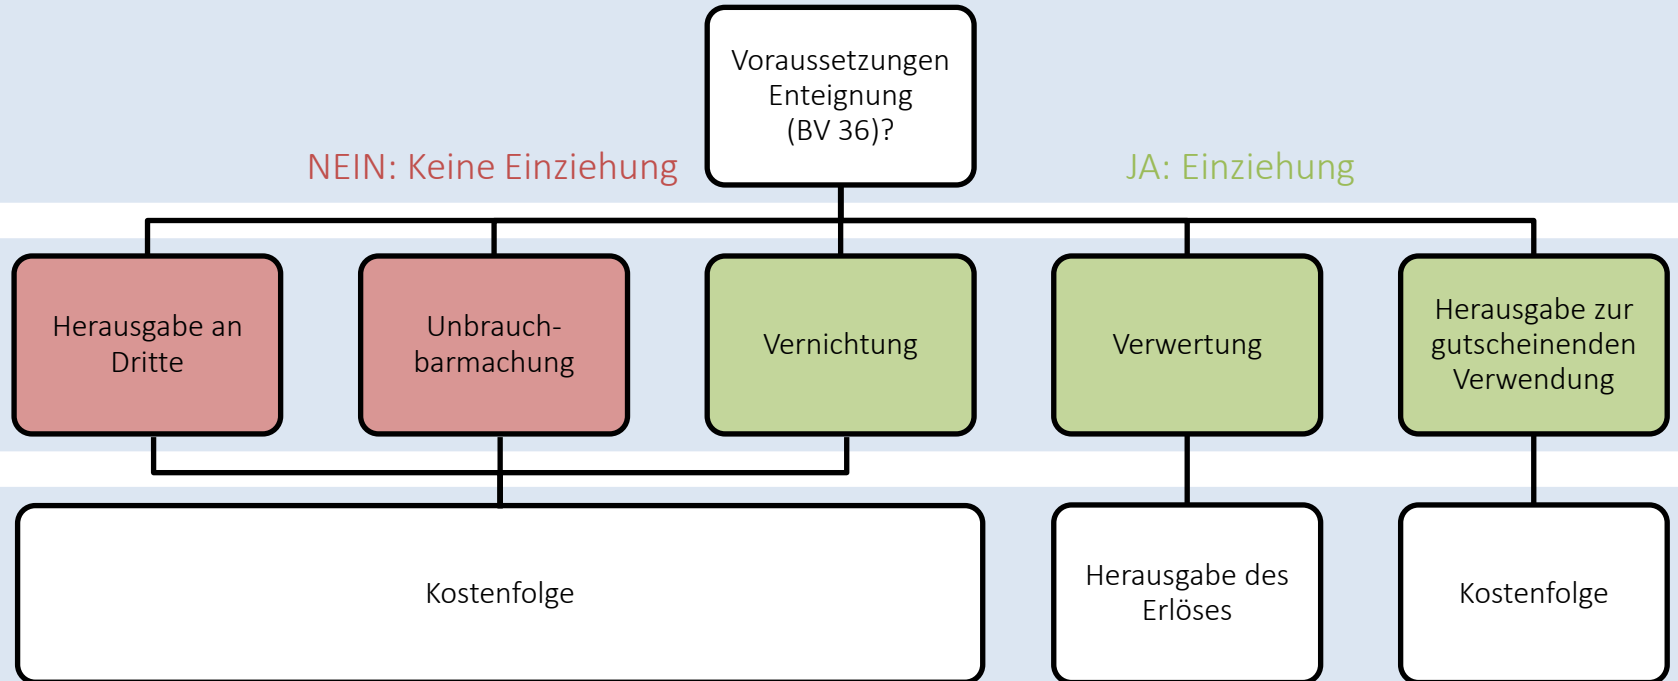 Voraussetzungen
Enteignung
(BV 36)?
NEIN: Keine Einziehung
JA: Einziehung
Herausgabe an
Dritte
Unbrauch-
barmachung
Vernichtung
Verwertung
Herausgabe zur
gutscheinenden
Verwendung
Kostenfolge
Herausgabe des
Erlöses
Kostenfolge